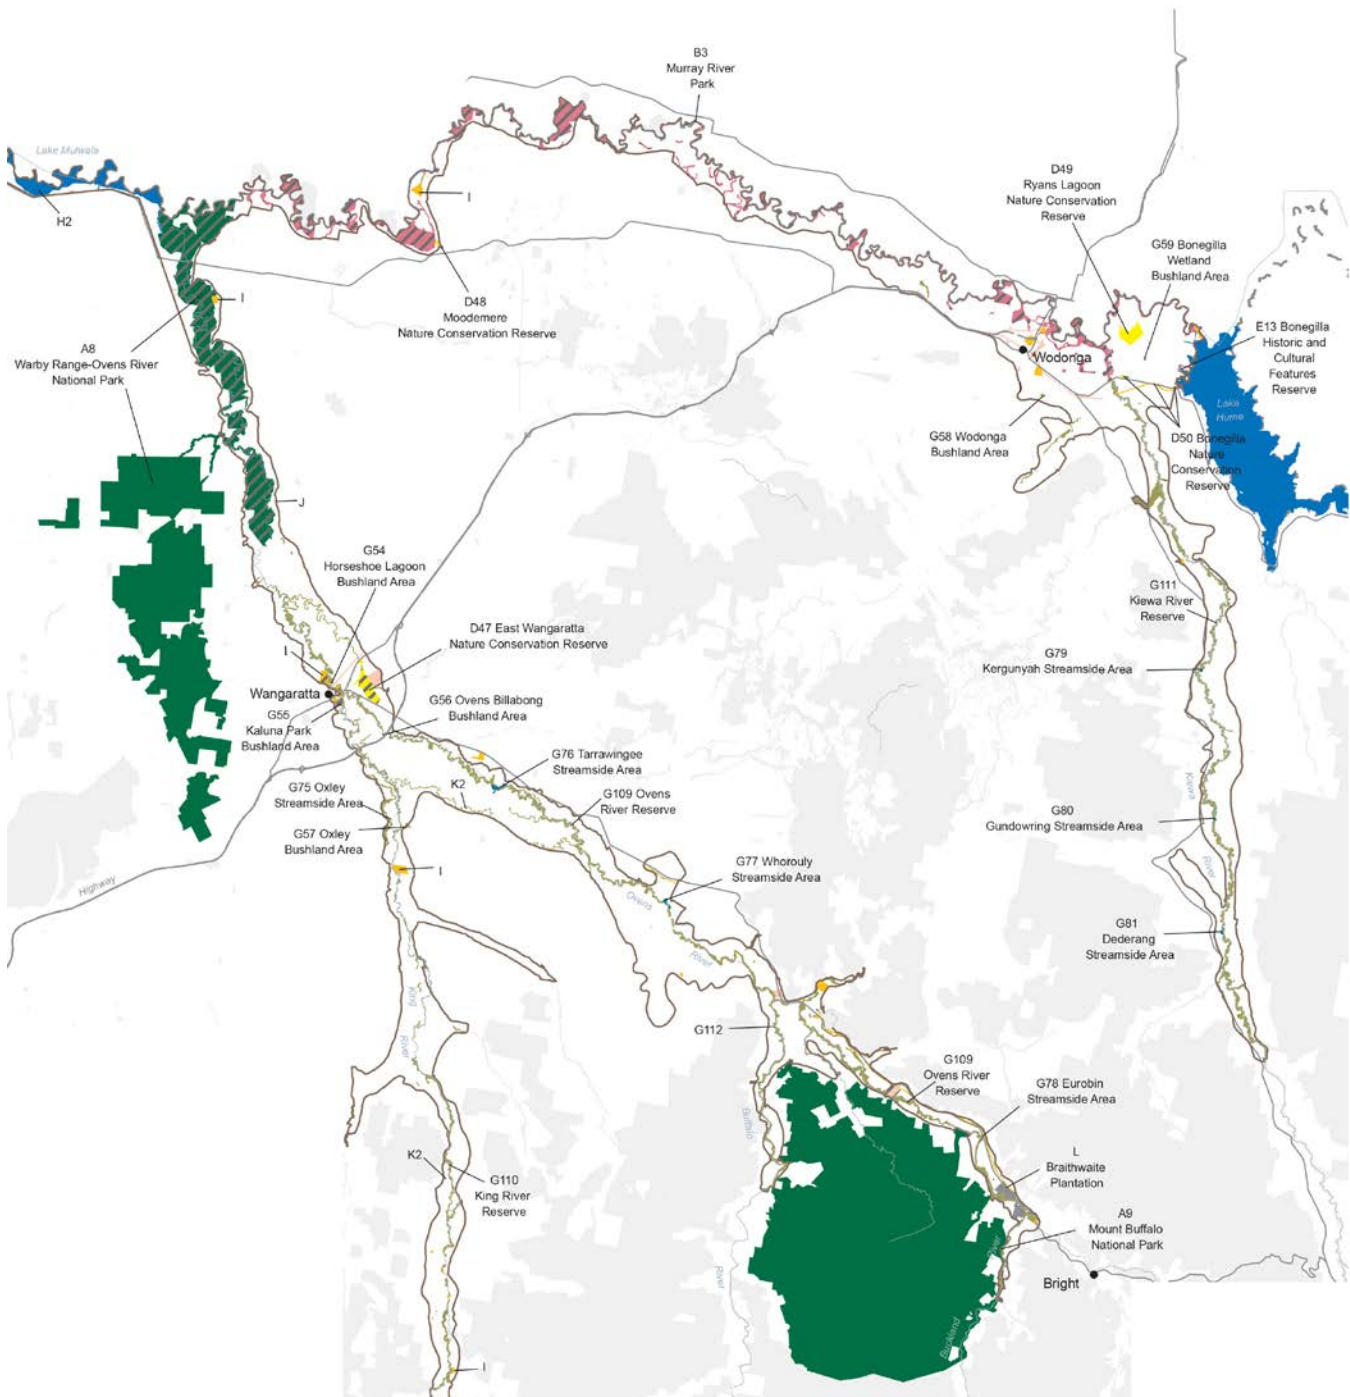 B3
Murray River
Park
Lake Mulwala
H2
I
D49
Ryans Lagoon
Nature Conservation
Reserve
G59 Bonegilla
Wetland
Bushland Area
D48
Moodemere
Nature Conservation Reserve
I
E13 Bonegilla
Historic and
Cultural
Features
Reserve
A8
Warby Range-Ovens River
National Park
Wodonga
Lake
Hume
G58 Wodonga
Bushland Area
D50 Bonegilla
Nature
Conservation
Reserve
J
G54
Horseshoe Lagoon
Bushland Area
G111
Kiewa River
Reserve
I
D47 East Wangaratta
Nature Conservation Reserve
G79
Kergunyah Streamside Area
Wangaratta
G56 Ovens Billabong
Bushland Area
G55
Kaluna Park
Bushland Area
G76 Tarrawingee
Streamside Area
K2
G75 Oxley
Streamside Area
G109 Ovens
River Reserve
Kiewa
G80
Gundowring Streamside Area
G57 Oxley
Bushland Area
I
G77 Whorouly
Streamside Area
River
Highway
Ovens
River
G81
Dederang
Streamside Area
King
River
G112
G109
Ovens River
Reserve
G78 Eurobin
Streamside Area
Buffalo
K2
G110
King River
Reserve
L
Braithwaite
Plantation
A9
Mount Buffalo
National Park
River
River
Bright
Buckland
I